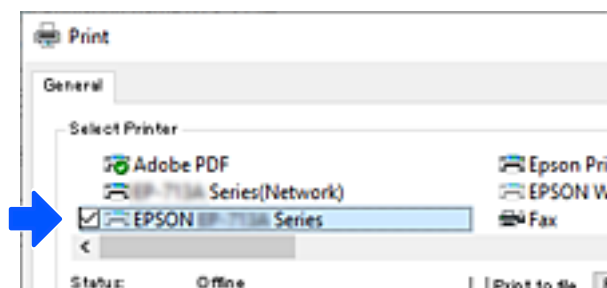 Print
General
Select Printer
Adobe PDF
Epson Pri
Series(Network)
EPSON W
EPSON Series
Fax
Status: Offline
Print to file